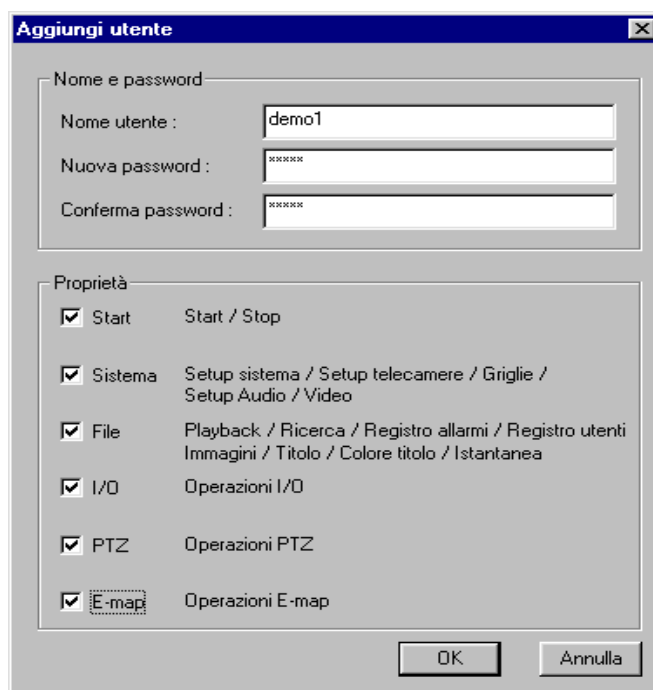 Aggiungi utente
Nome e password
Nome utente : demo1
Nuova password : *****
Conferma password : *****
Proprietà
Start Start / Stop
Sistema Setup sistema / Setup telecamere / Griglie /
Setup Audio / Video
File Playback / Ricerca / Registro allarmi / Registro utenti
Immagini / Titolo / Colore titolo / Istantanea
I/O Operazioni I/O
PTZ Operazioni PTZ
E-map Operazioni E-map
OK Annulla